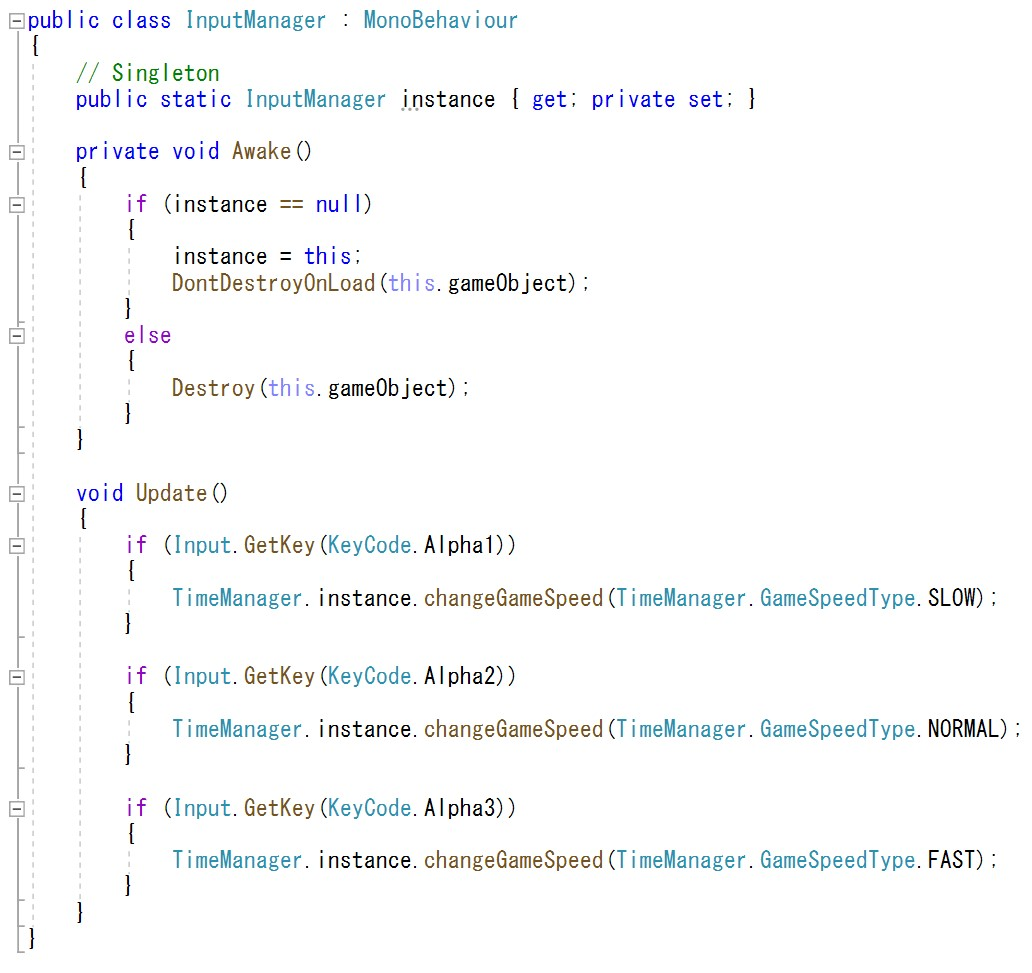 public class InputManager : MonoBehaviour
{
    // Singleton
    public static InputManager instance { get; private set; }

    private void Awake()
    {
        if (instance == null)
        {
            instance = this;
            DontDestroyOnLoad(this.gameObject);
        }
        else
        {
            Destroy(this.gameObject);
        }
    }

    void Update()
    {
        if (Input.GetKey(KeyCode.Alpha1))
        {
            TimeManager.instance.changeGameSpeed(TimeManager.GameSpeedType.SLOW);
        }

        if (Input.GetKey(KeyCode.Alpha2))
        {
            TimeManager.instance.changeGameSpeed(TimeManager.GameSpeedType.NORMAL);
        }

        if (Input.GetKey(KeyCode.Alpha3))
        {
            TimeManager.instance.changeGameSpeed(TimeManager.GameSpeedType.FAST);
        }
    }
}